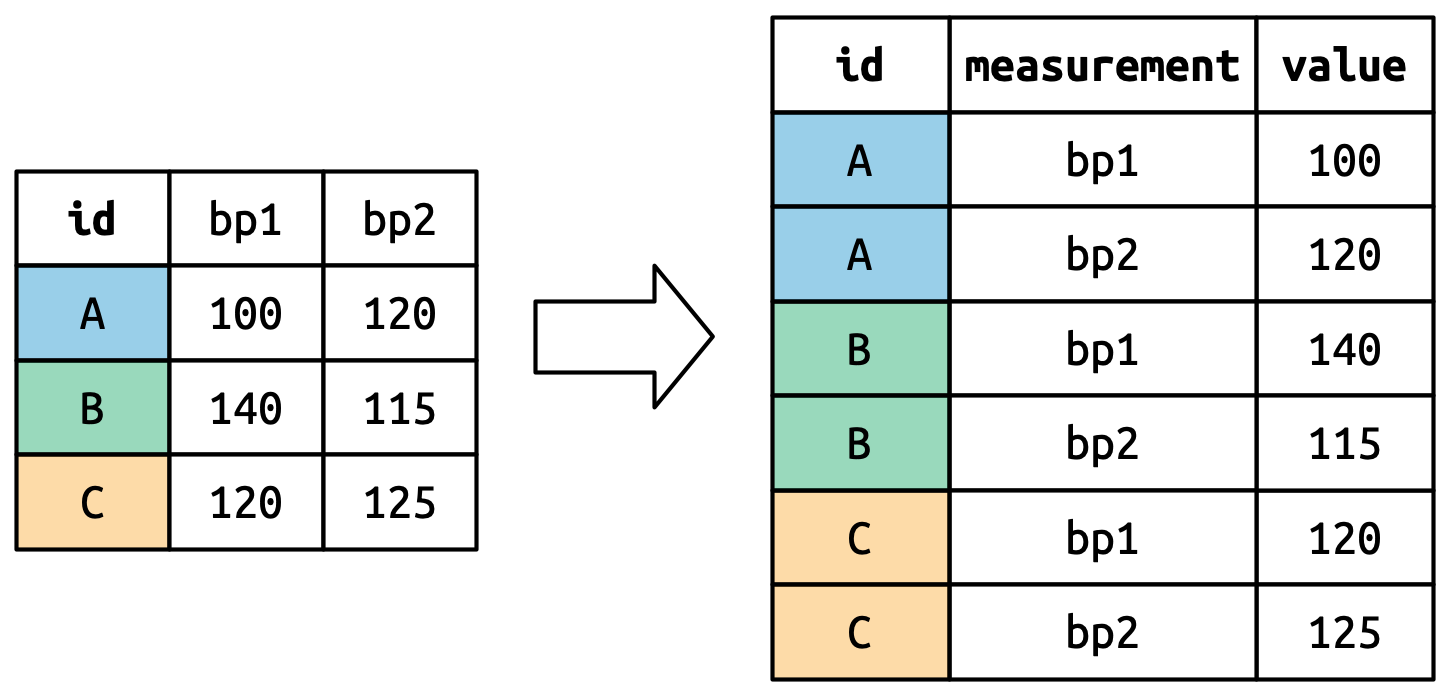 id bp1 bp2
A 100 120
B 140 115
C 120 125
id measurement value
A bp1 100
A bp2 120
B bp1 140
B bp2 115
C bp1 120
C bp2 125